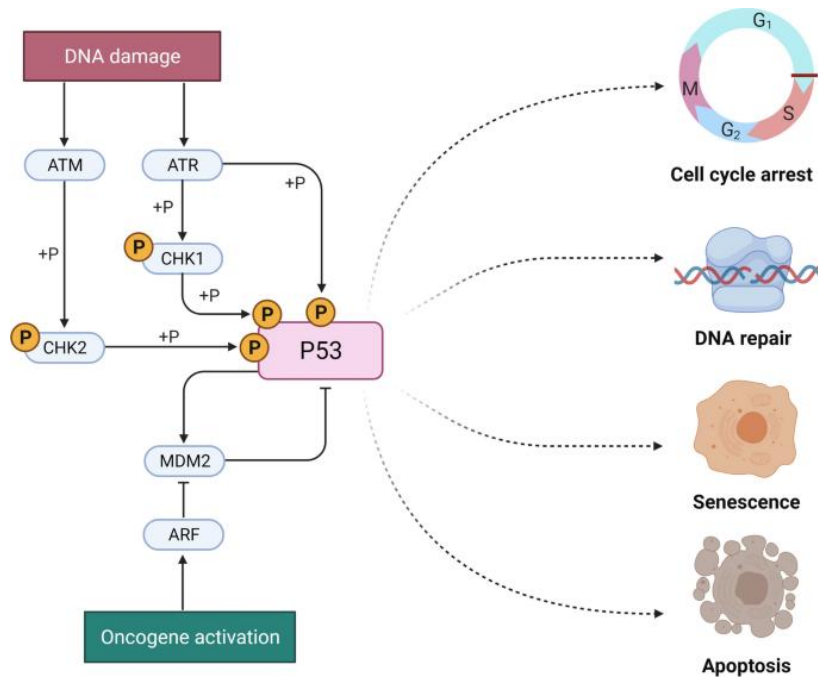 DNA damage
ATM
ATR
+P
+P
+P
P
CHK1
+P
P
P
P
CHK2
+P
P
P53
MDM2
ARF
Oncogene activation
G₁
M
S
G₂
Cell cycle arrest
DNA repair
Senescence
Apoptosis